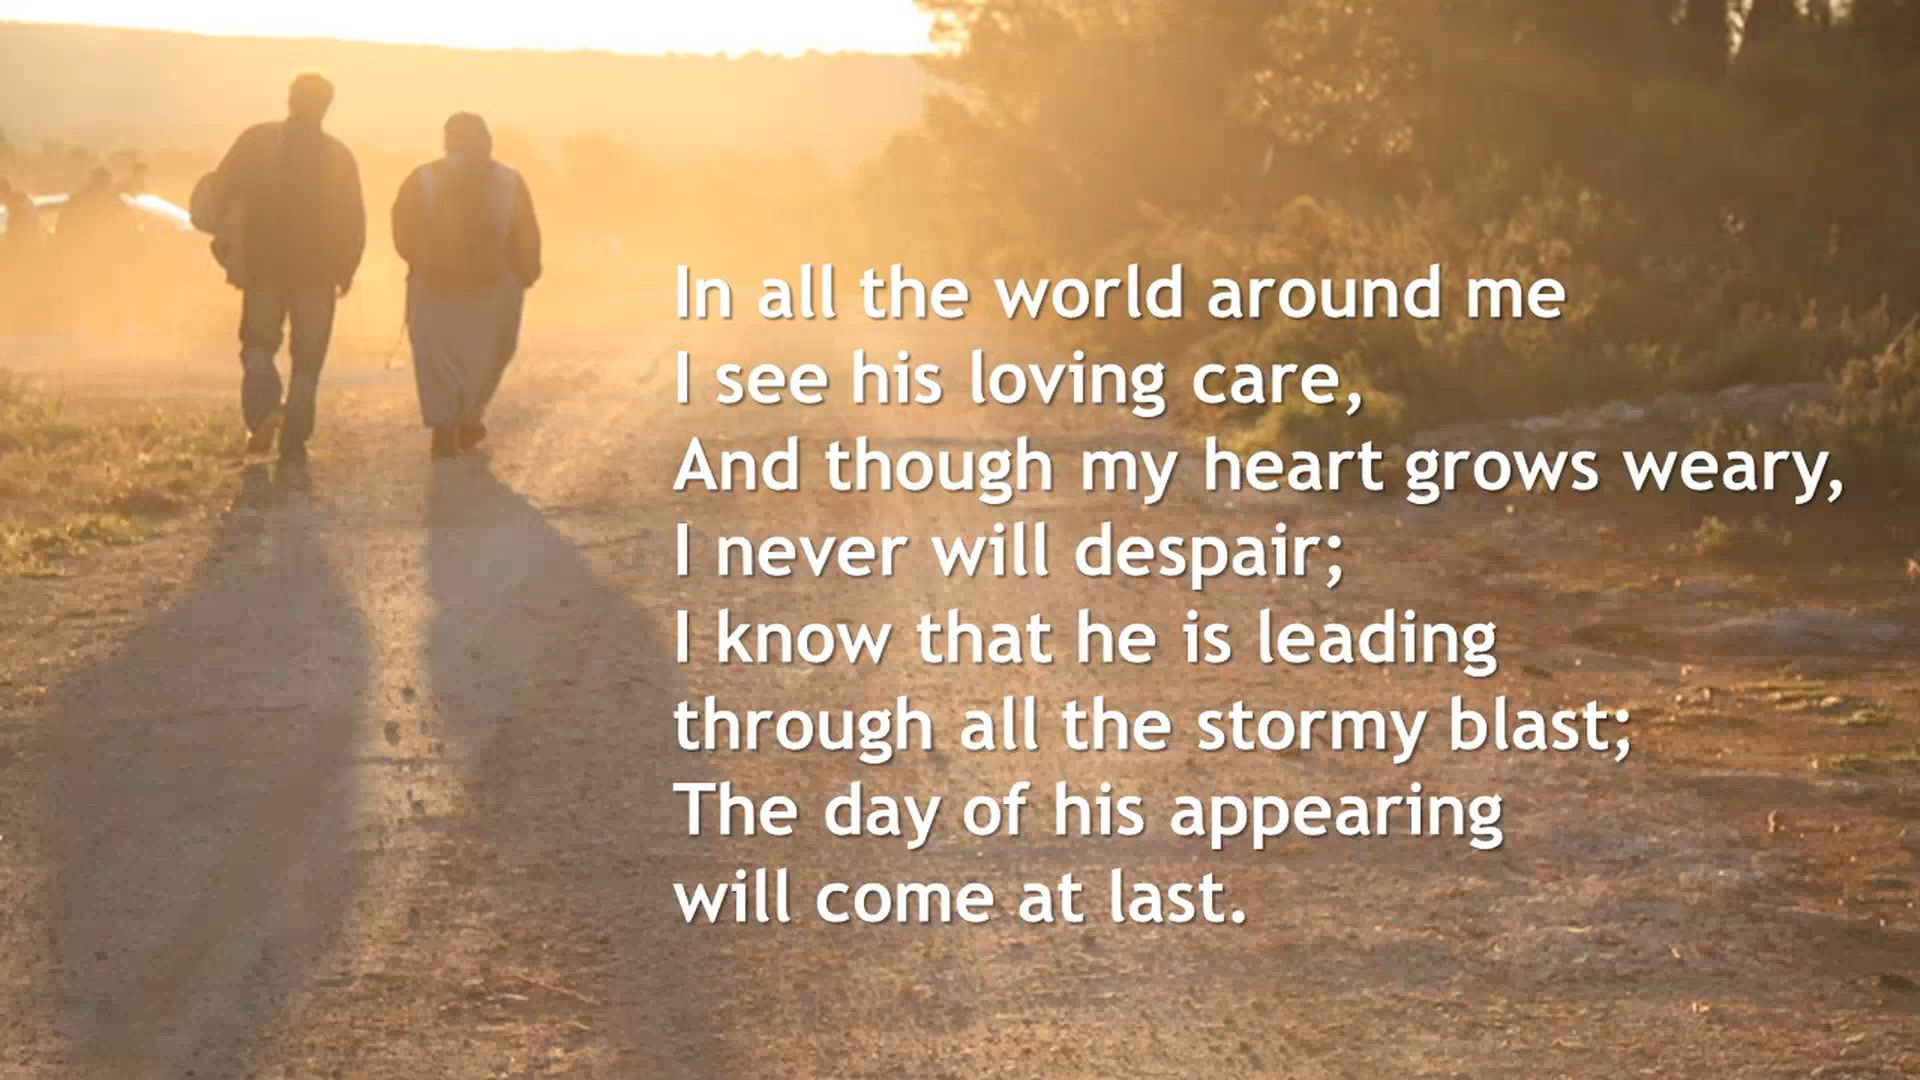 In all the world around me
I see his loving care,
And though my heart grows weary,
I never will despair;
I know that he is leading
through all the stormy blast;
The day of his appearing
will come at last.